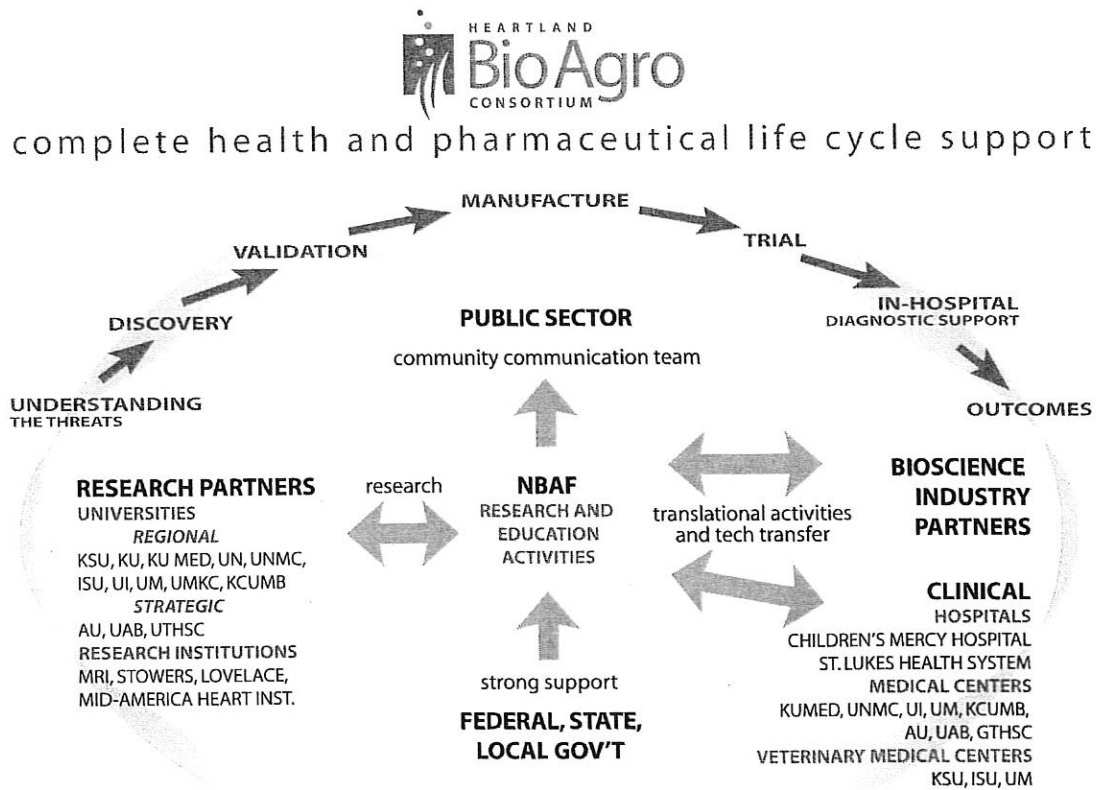 HEARTLAND
BioAgro
CONSORTIUM
complete health and pharmaceutical life cycle support
MANUFACTURE
VALIDATION
TRIAL
DISCOVERY
IN-HOSPITAL
DIAGNOSTIC SUPPORT
UNDERSTANDING
THE THREATS
OUTCOMES
PUBLIC SECTOR
community communication team
RESEARCH PARTNERS
UNIVERSITIES
REGIONAL
KSU, KU, KU MED, UN, UNMC,
ISU, UI, UM, UMKC, KCUMB
STRATEGIC
AU, UAB, UTHSC
RESEARCH INSTITUTIONS
MRI, STOWERS, LOVELACE,
MID-AMERICA HEART INST.
research
NBAF
RESEARCH AND
EDUCATION
ACTIVITIES
strong support
FEDERAL, STATE,
LOCAL GOV'T
translational activities
and tech transfer
BIOSCIENCE
INDUSTRY
PARTNERS
CLINICAL
HOSPITALS
CHILDREN'S MERCY HOSPITAL
ST. LUKES HEALTH SYSTEM
MEDICAL CENTERS
KUMED, UNMC, UI, UM, KCUMB,
AU, UAB, GTHSC
VETERINARY MEDICAL CENTERS
KSU, ISU, UM